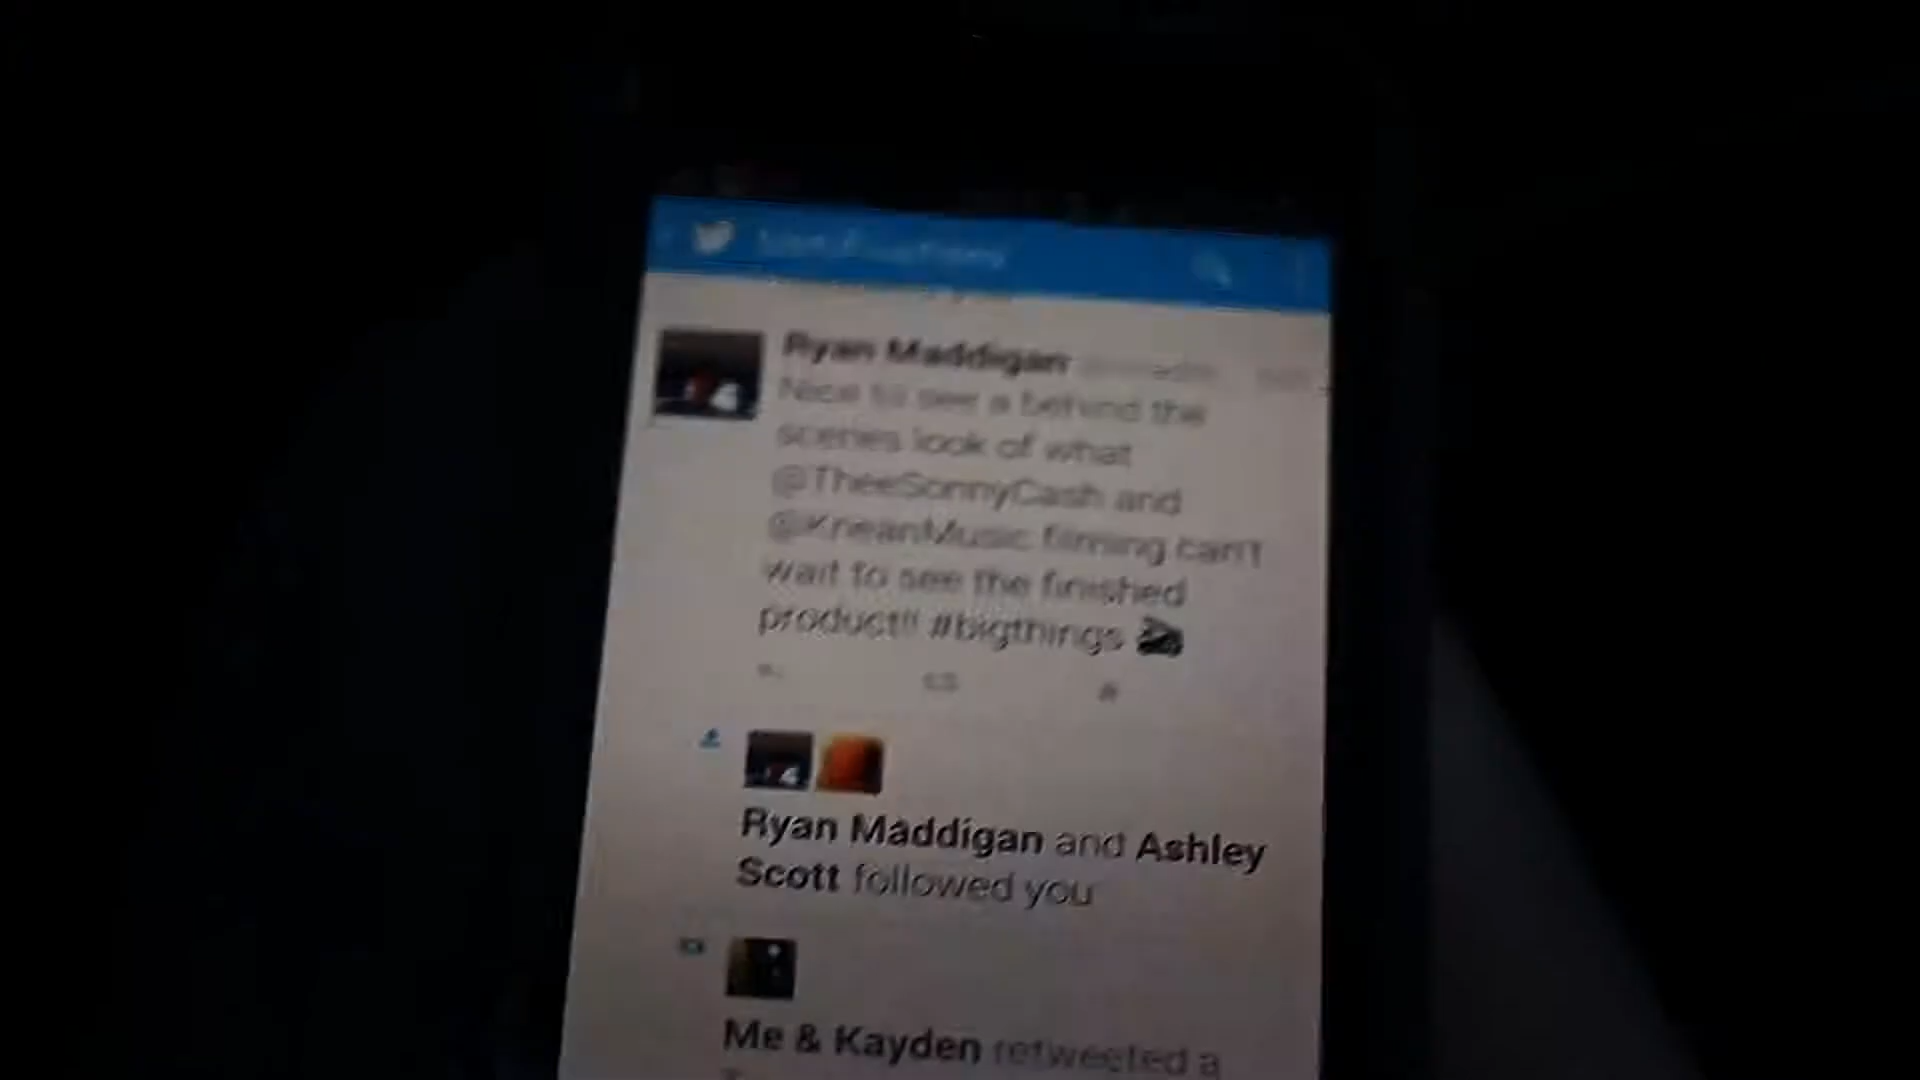 Ryan Maddigan
Nice to see a behind the
scenes look of what
@TheeSonnyCash and
@KneanMusic filming can't
wait to see the finished
product!! #bigthings
Ryan Maddigan and Ashley
Scott followed you
Me & Kayden retweeted a